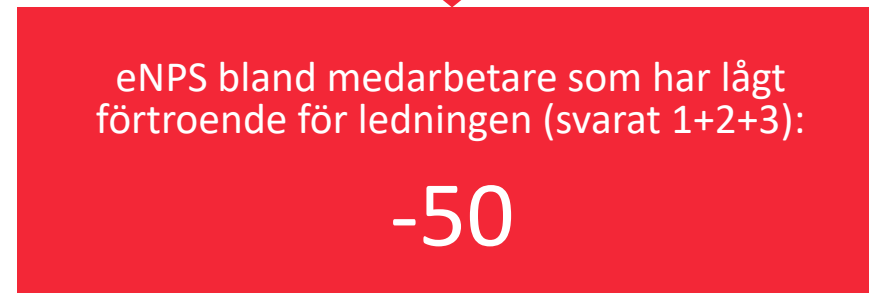 eNPS bland medarbetare som har lågt
förtroende för ledningen (svarat 1+2+3):
-50